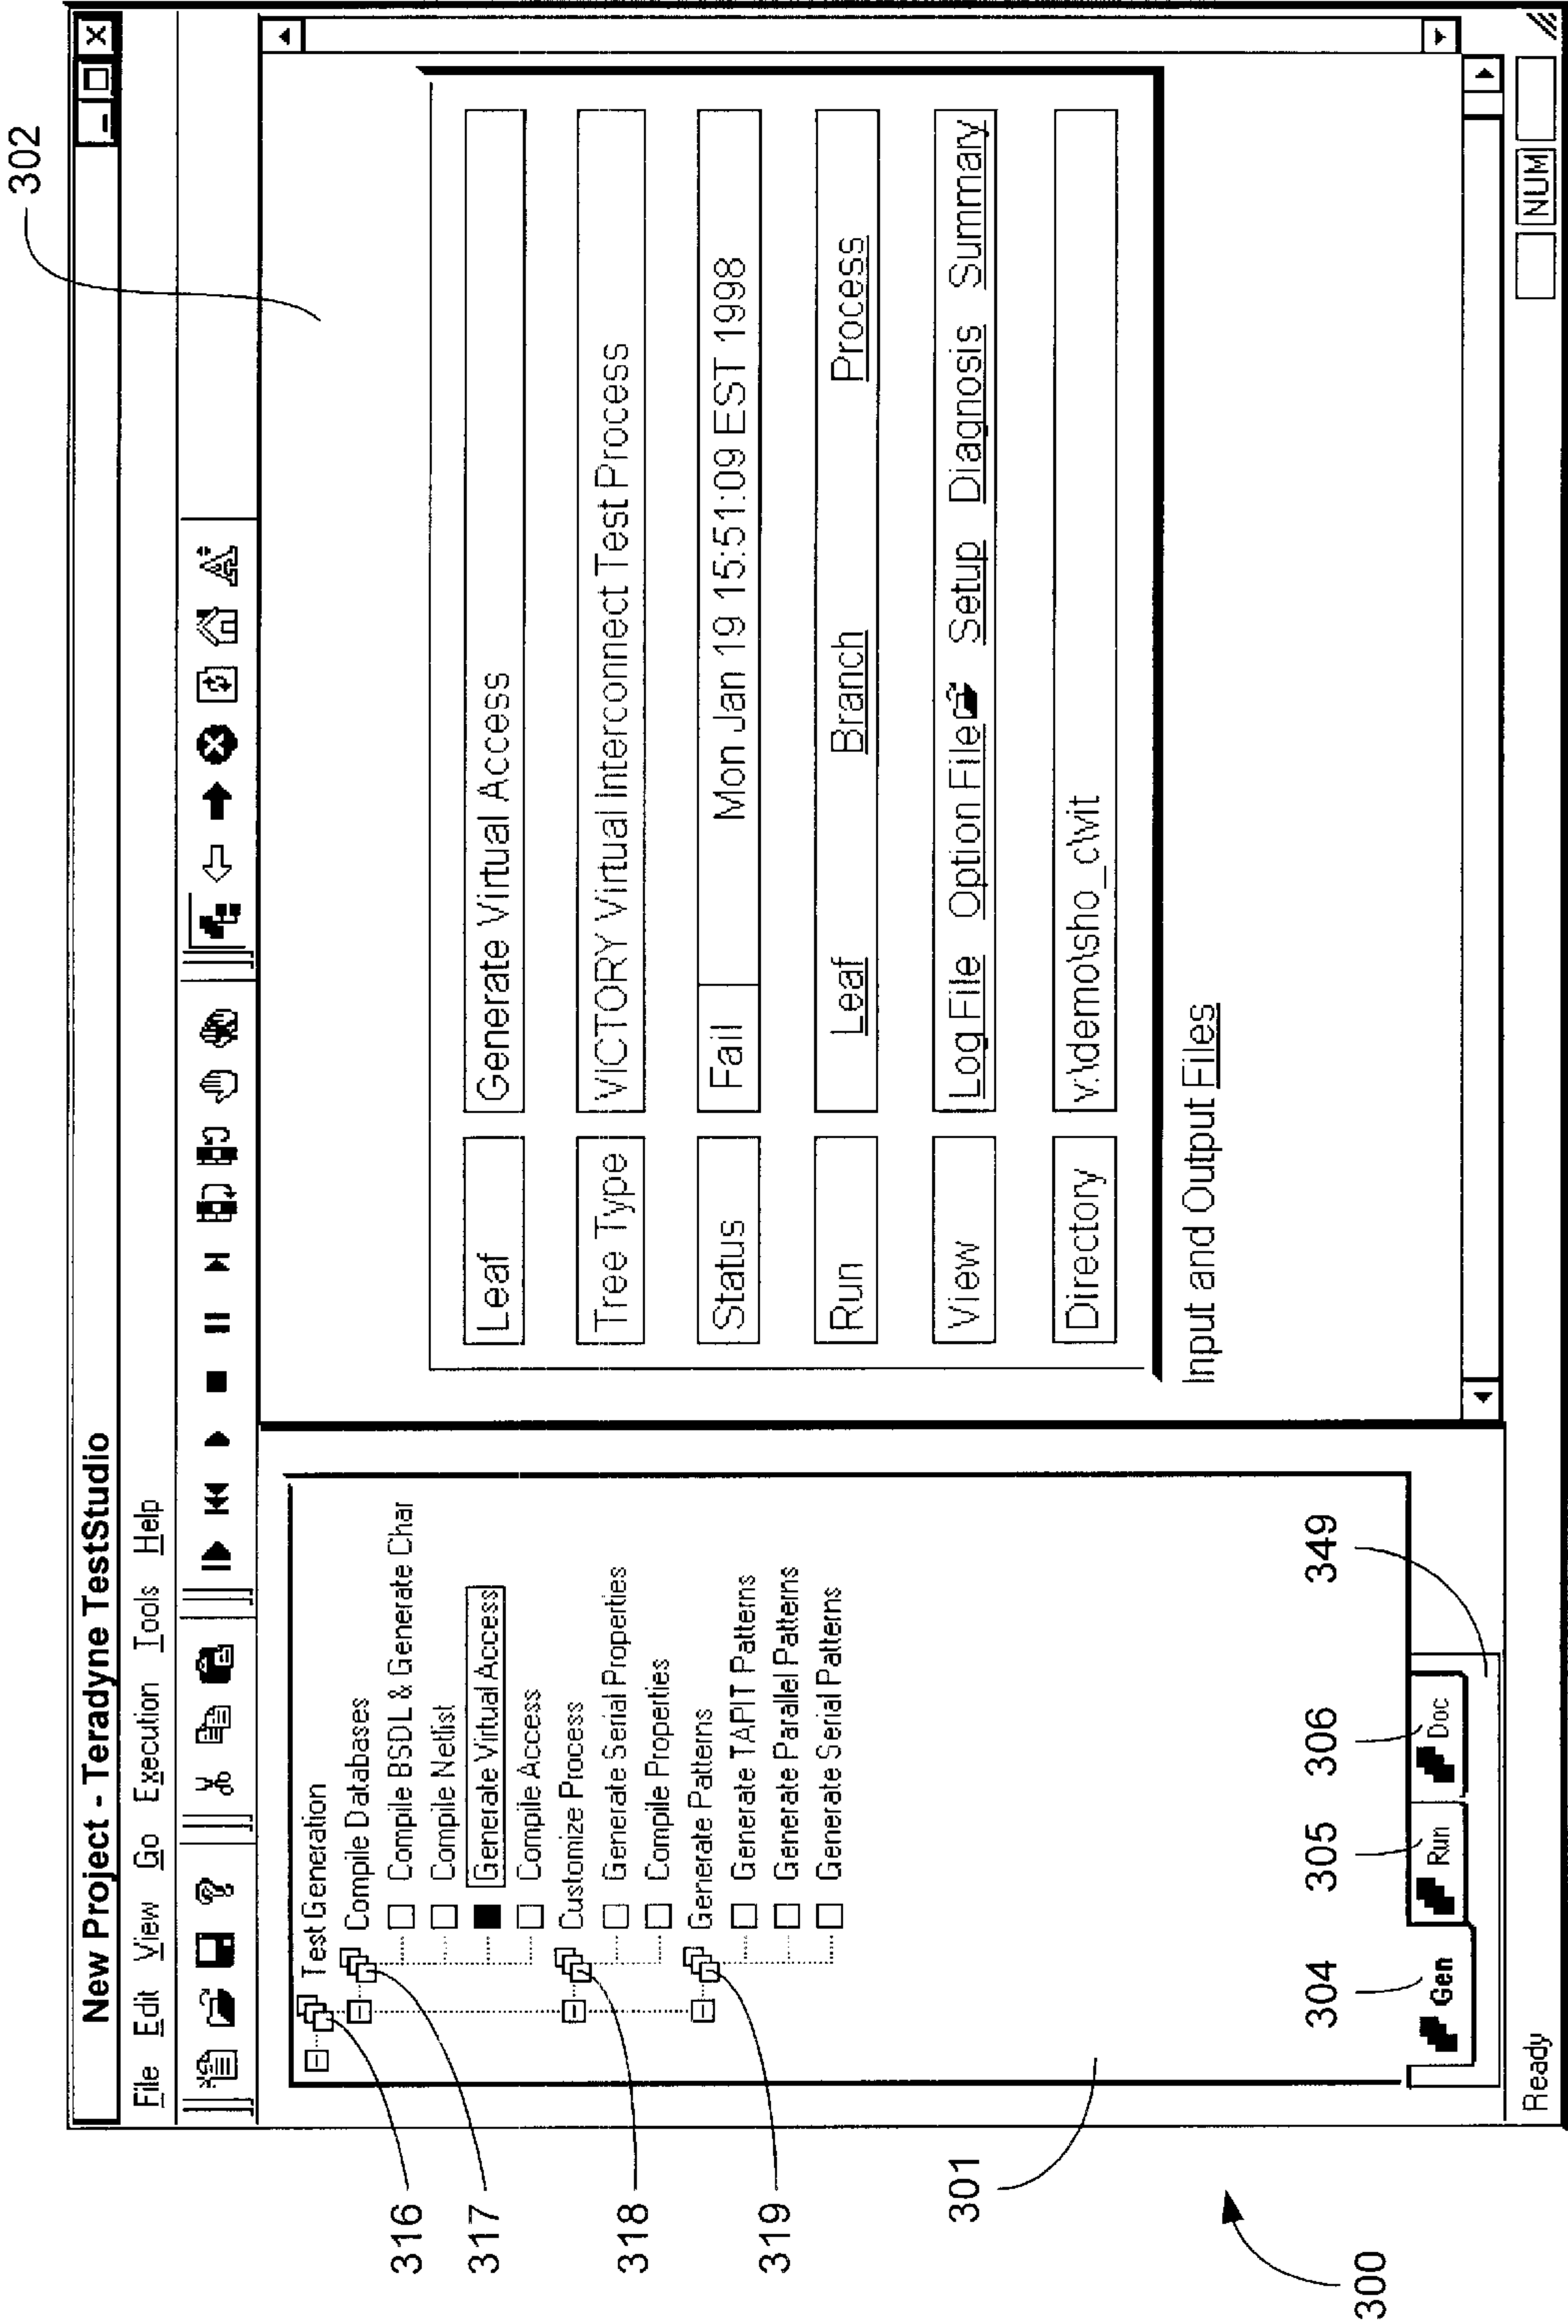 New Project - Teradyne TestStudio
File Edit View Go Execution Tools Help
Test Generation
Compile Databases
Compile BSDL & Generate Char
Compile Netlist
Generate Virtual Access
Compile Access
Customize Process
Generate Serial Properties
Compile Properties
Generate Patterns
Generate TAPIT Patterns
Generate Parallel Patterns
Generate Serial Patterns
Gen
Run
Doc
Leaf Generate Virtual Access
Tree Type VICTORY Virtual Interconnect Test Process
Status Fail Mon Jan 19 15:51:09 EST 1998
Run Leaf Branch Process
View Log File Option File Setup Diagnosis Summary
Directory v:\demo\sho_c\vit
Input and Output Files
Ready
NUM
302
316
317
318
319
301
300
304
305
306
349